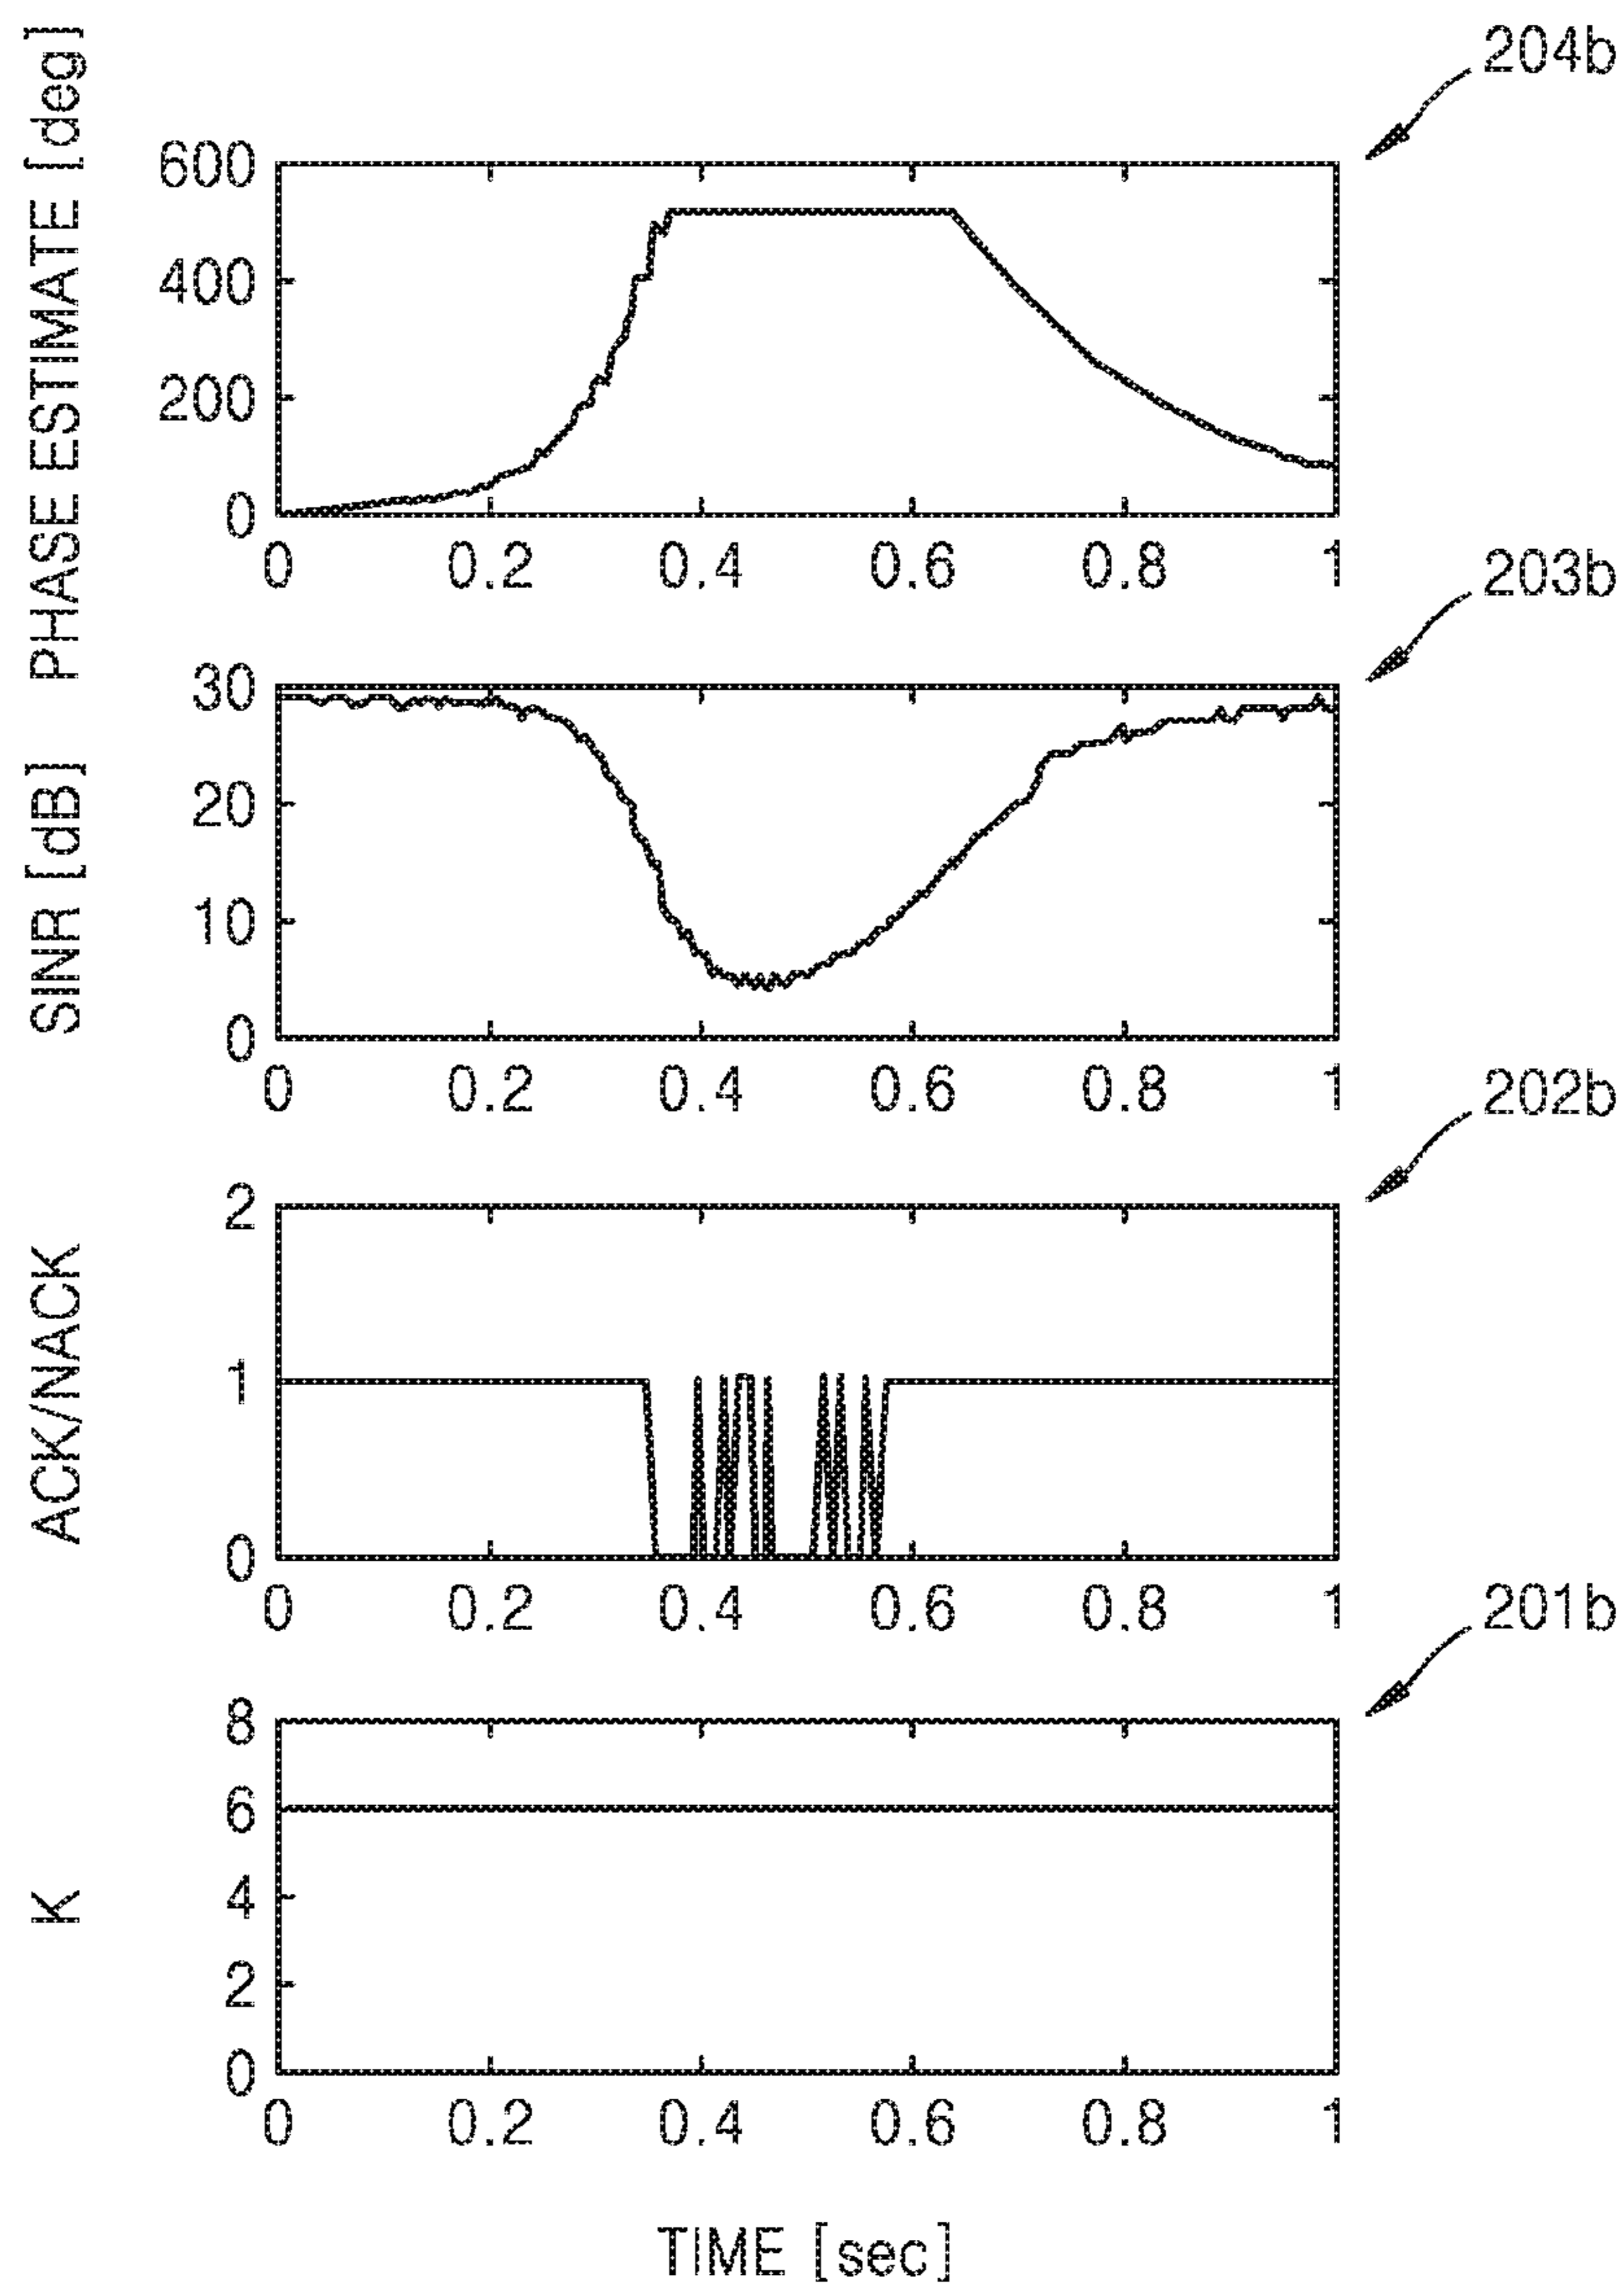 204b
PHASE ESTIMATE [deg]
600
400
200
0
0 0.2 0.4 0.6 0.8 1
203b
SINR [dB]
30
20
10
0
0 0.2 0.4 0.6 0.8 1
202b
ACK/NACK
2
1
0
0 0.2 0.4 0.6 0.8 1
201b
K
8
6
4
2
0
0 0.2 0.4 0.6 0.8 1
TIME [sec]